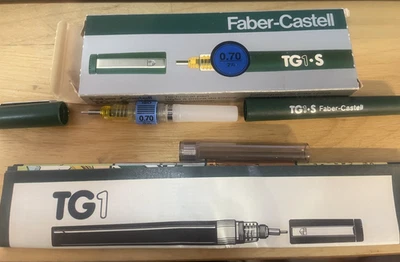 Faber-Castell
TG1·S
0,70
0,70
TG1·S Faber-Castell
TG1